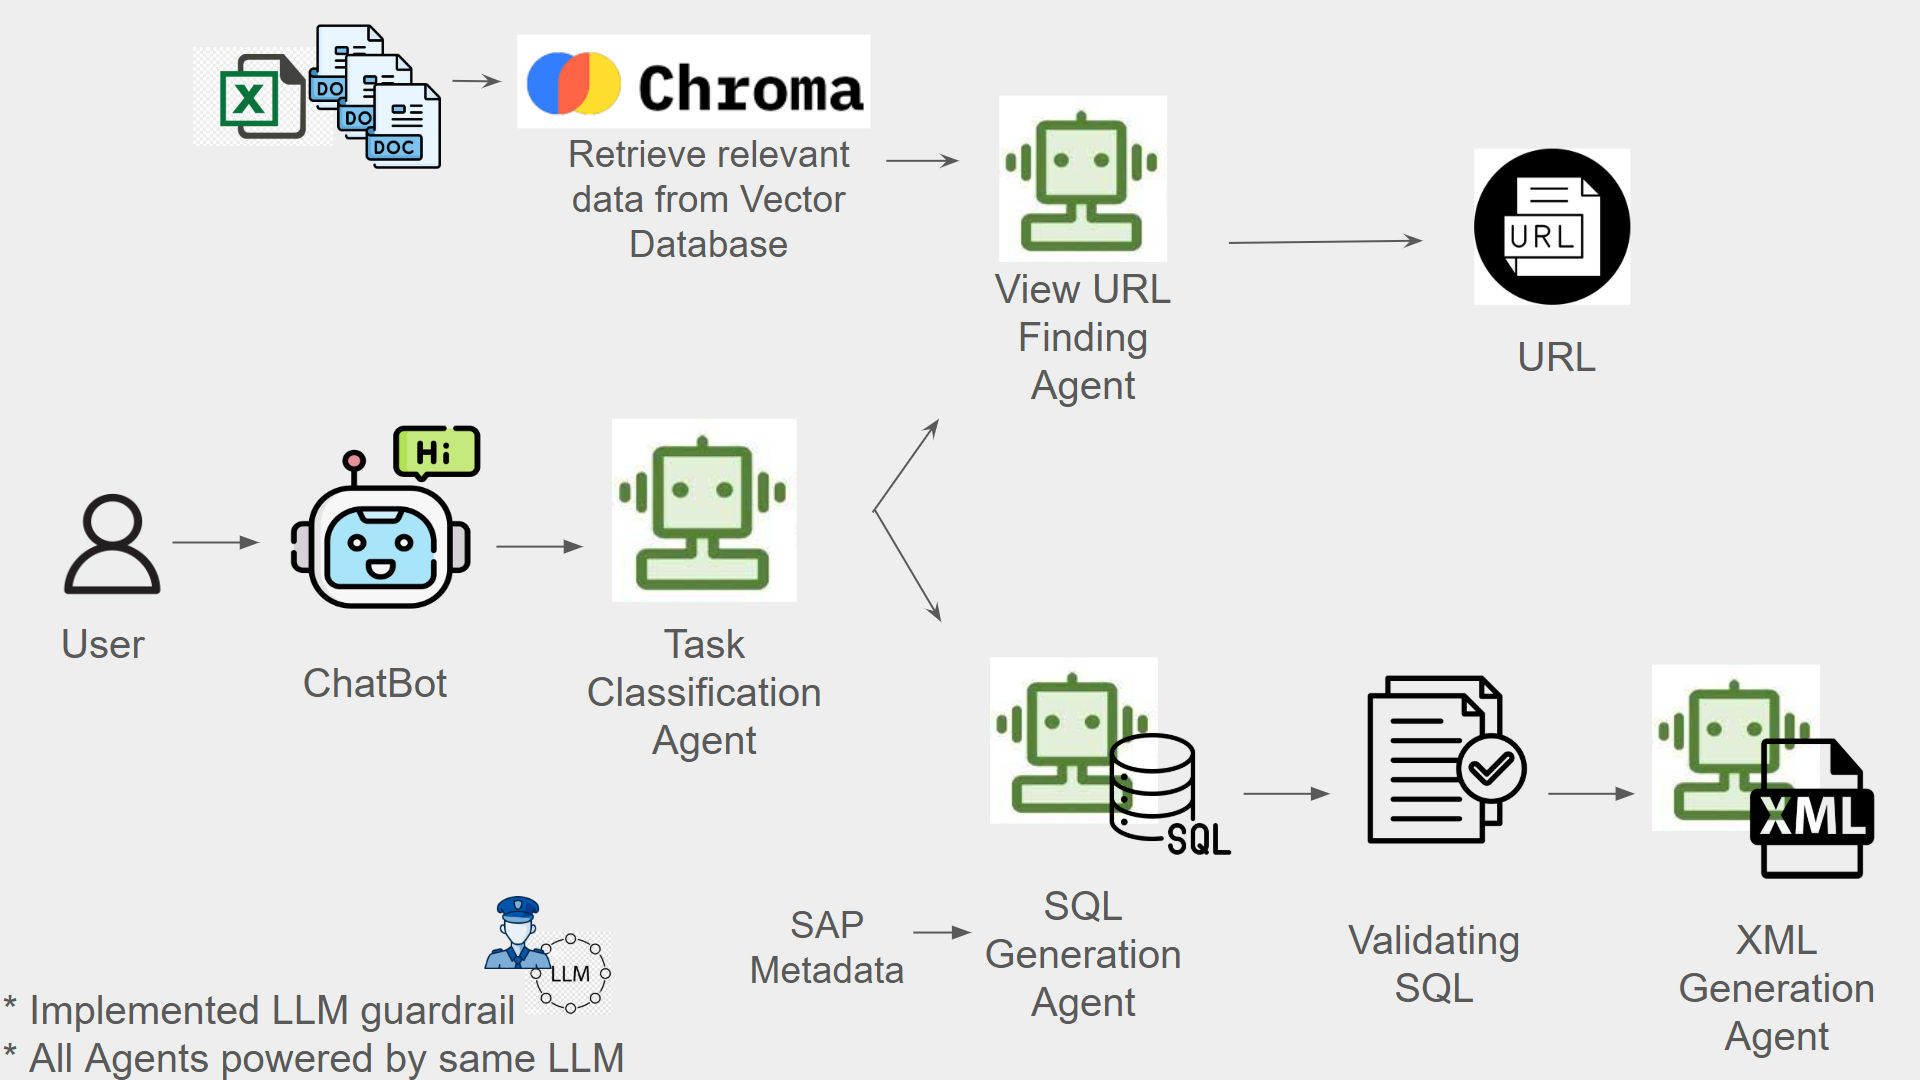 X
DO
DO
DOC
Chroma
Retrieve relevant
data from Vector
Database
View URL
Finding
Agent
URL
URL
Hi
User
ChatBot
Task
Classification
Agent
SQL
SAP
Metadata
SQL
Generation
Agent
Validating
SQL
XML
XML
Generation
Agent
LLM
* Implemented LLM guardrail
* All Agents powered by same LLM